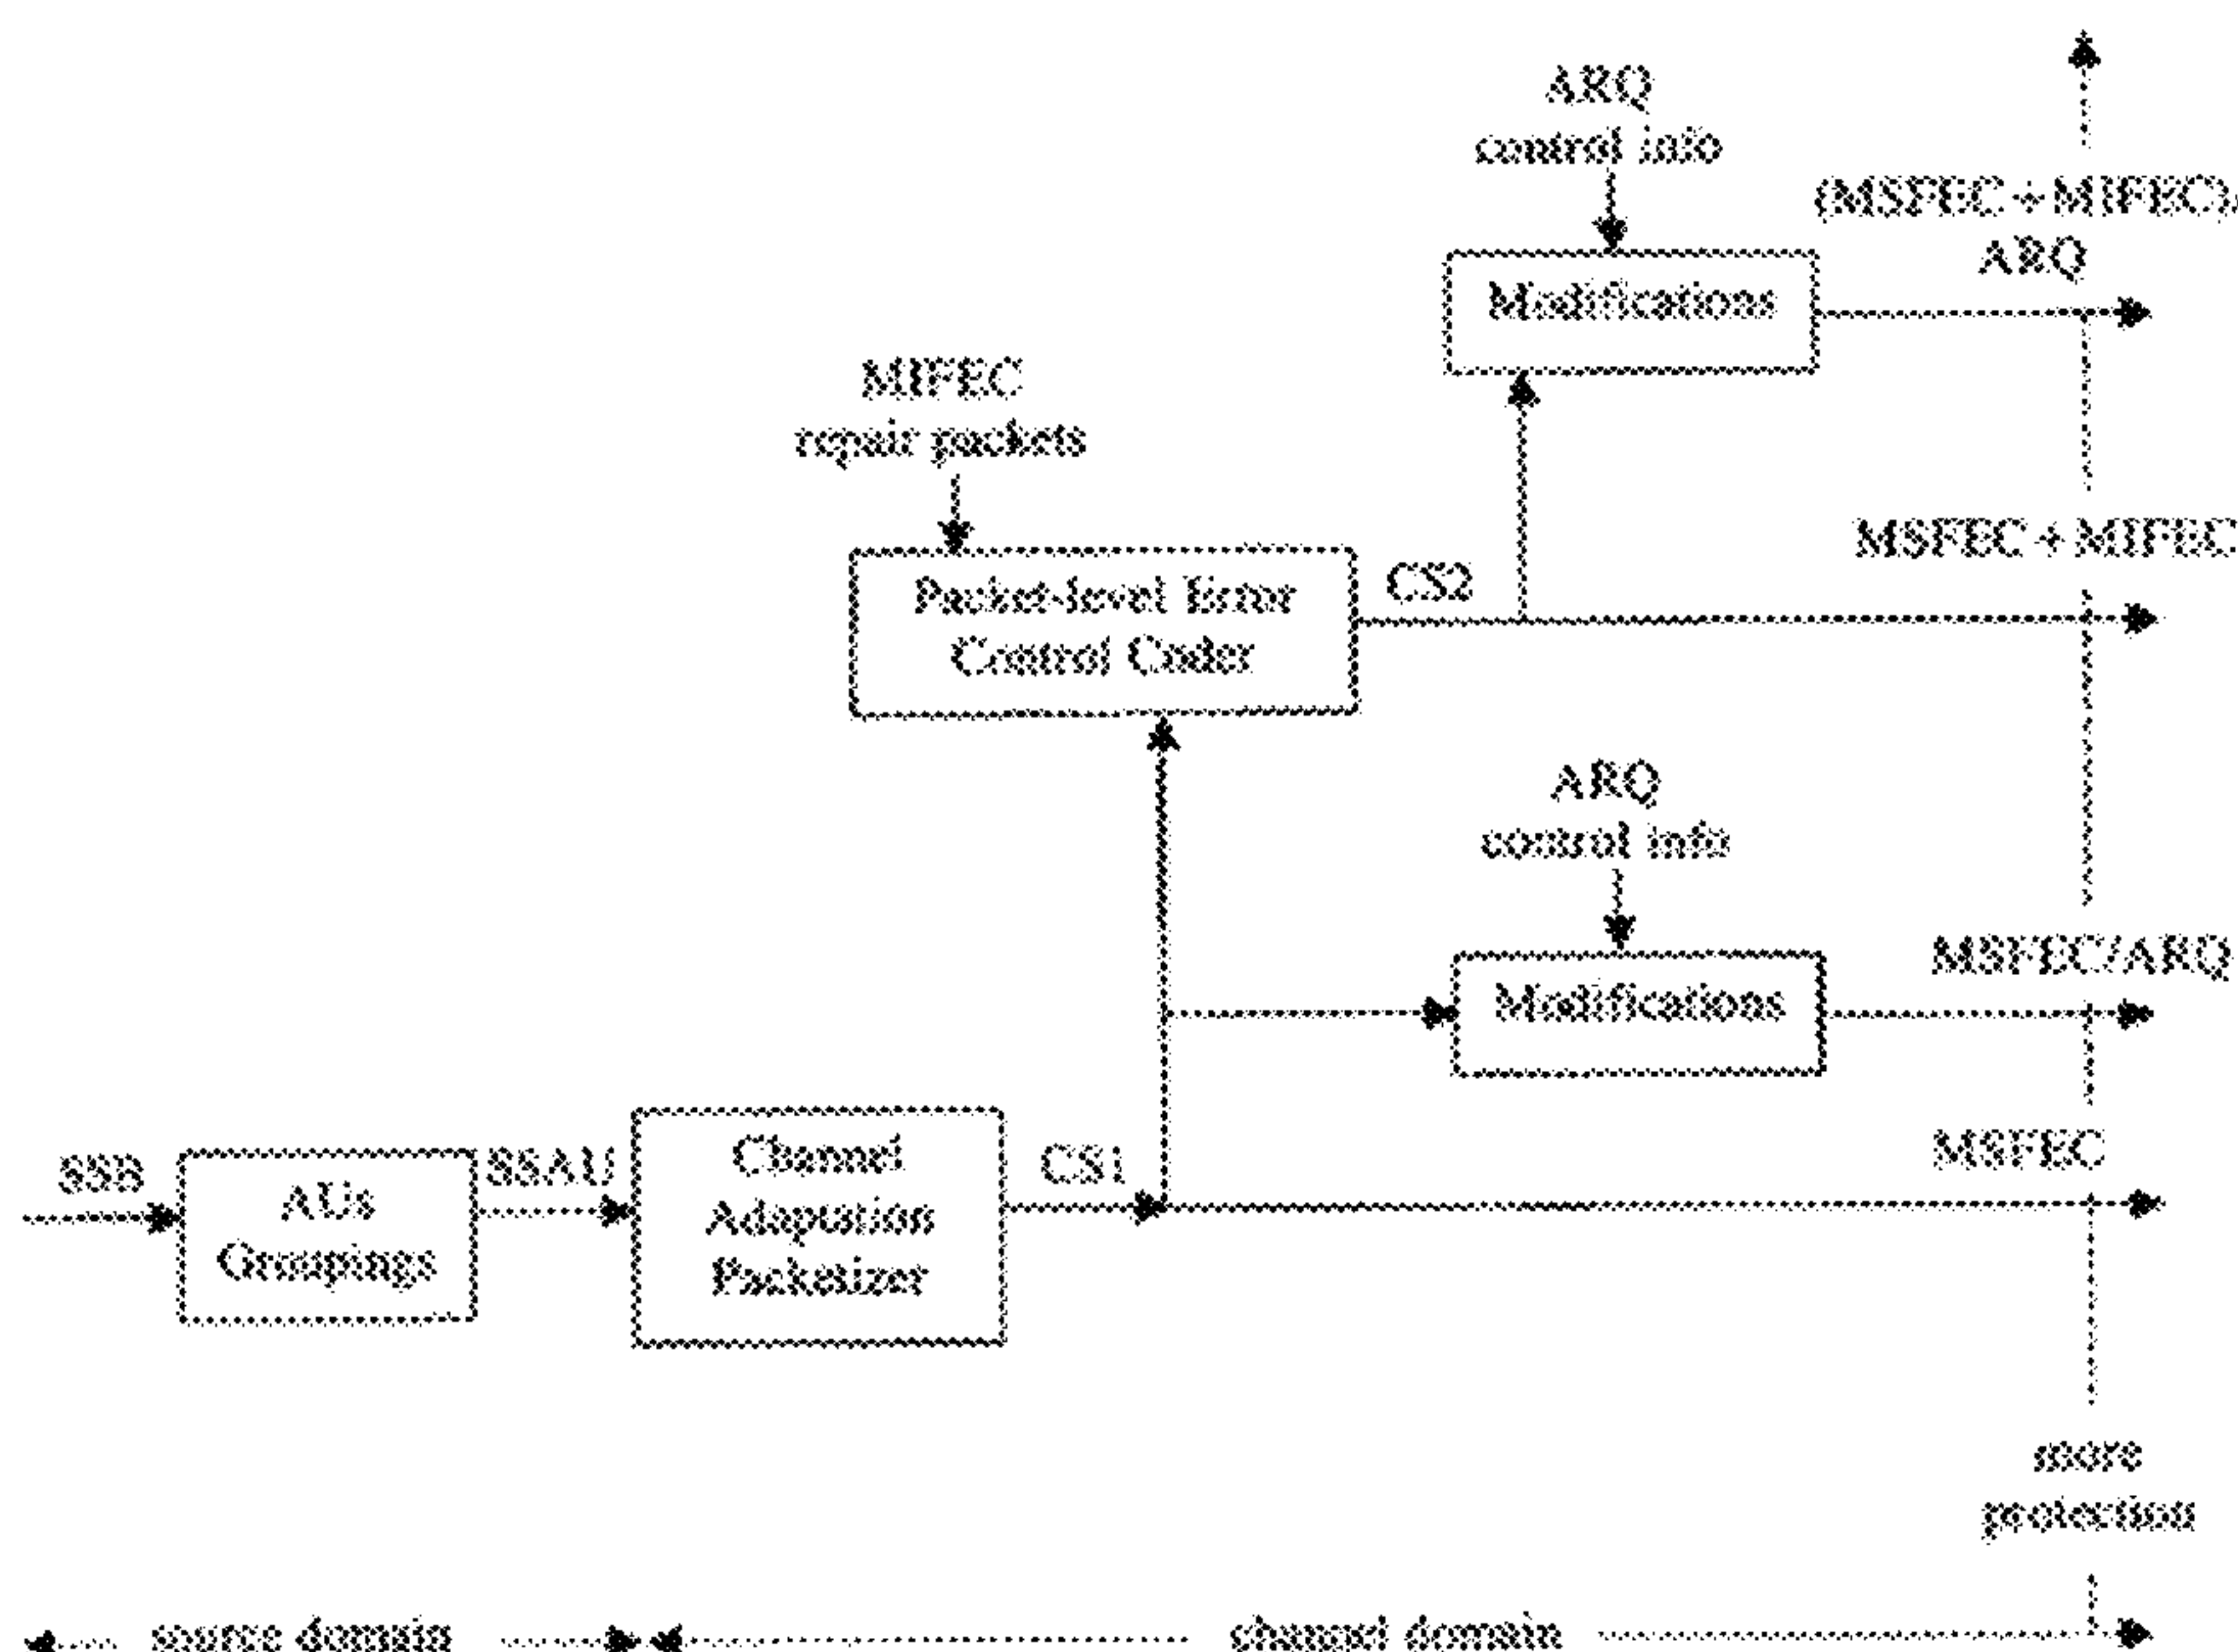 ARQ
control info
(MSFEC+MIFEC)/
ARQ
Modifications
MIFEC
repair packets
MSFEC+MIFEC
Packet-level Error
Control Coder
CS2
ARQ
control info
MSFEC/ARQ
Modifications
MSFEC
SSB
AUs
Groupings
SSAU
Channel
Adaptation
Packetizer
CS1
more
protection
source domain
channel domain